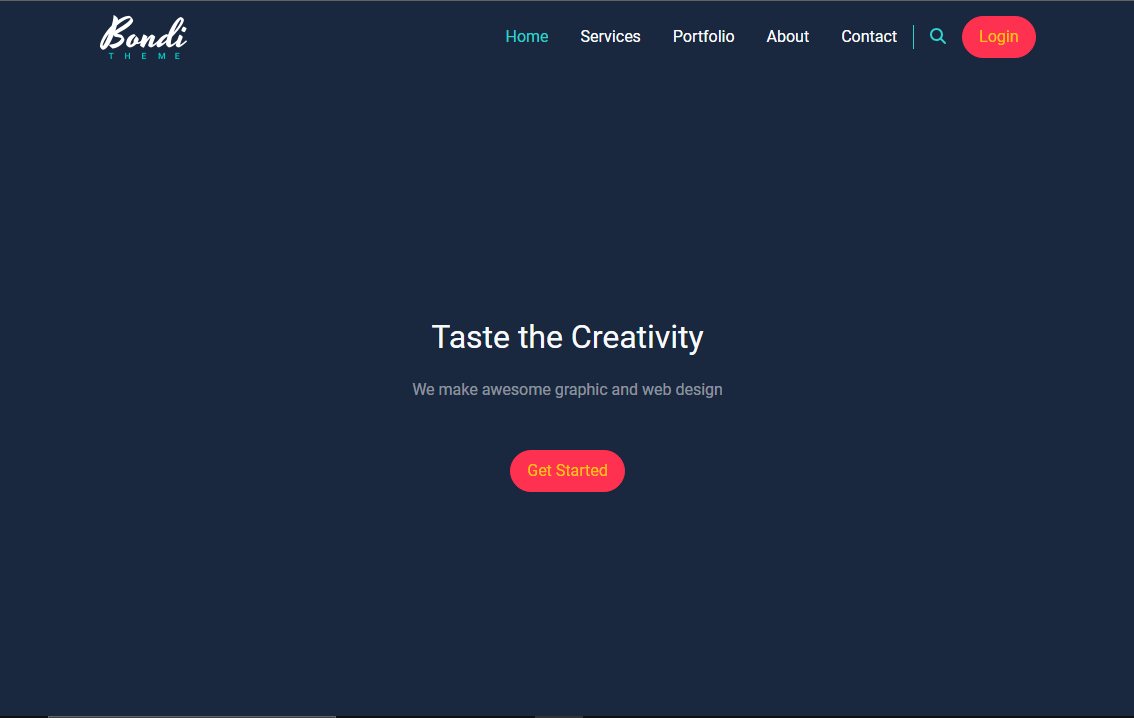 Bondi
THEME
Home Services Portfolio About Contact Login
Taste the Creativity
We make awesome graphic and web design
Get Started